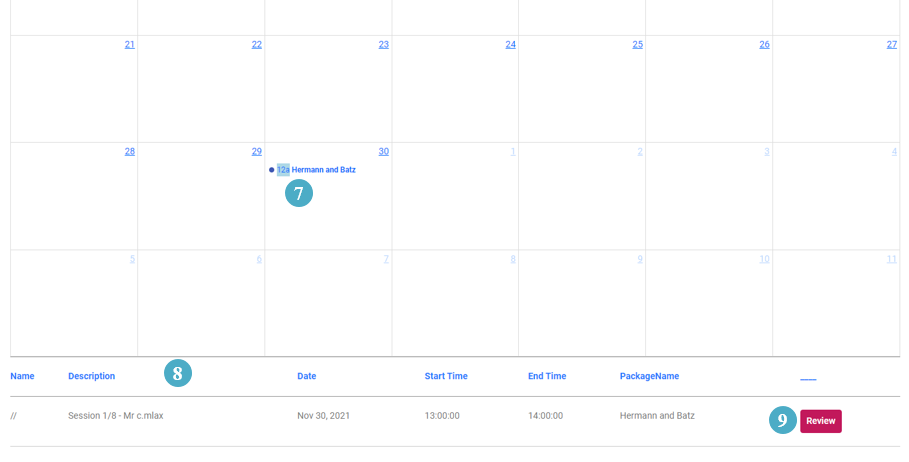 21 22 23 24 25 26 27
28 29 30 1 2 3 4
12a Hermann and Batz
7
5 6 7 8 9 10 11
8
Name Description Date Start Time End Time PackageName ____
// Session 1/8 - Mr c.mlax Nov 30, 2021 13:00:00 14:00:00 Hermann and Batz 9 Review